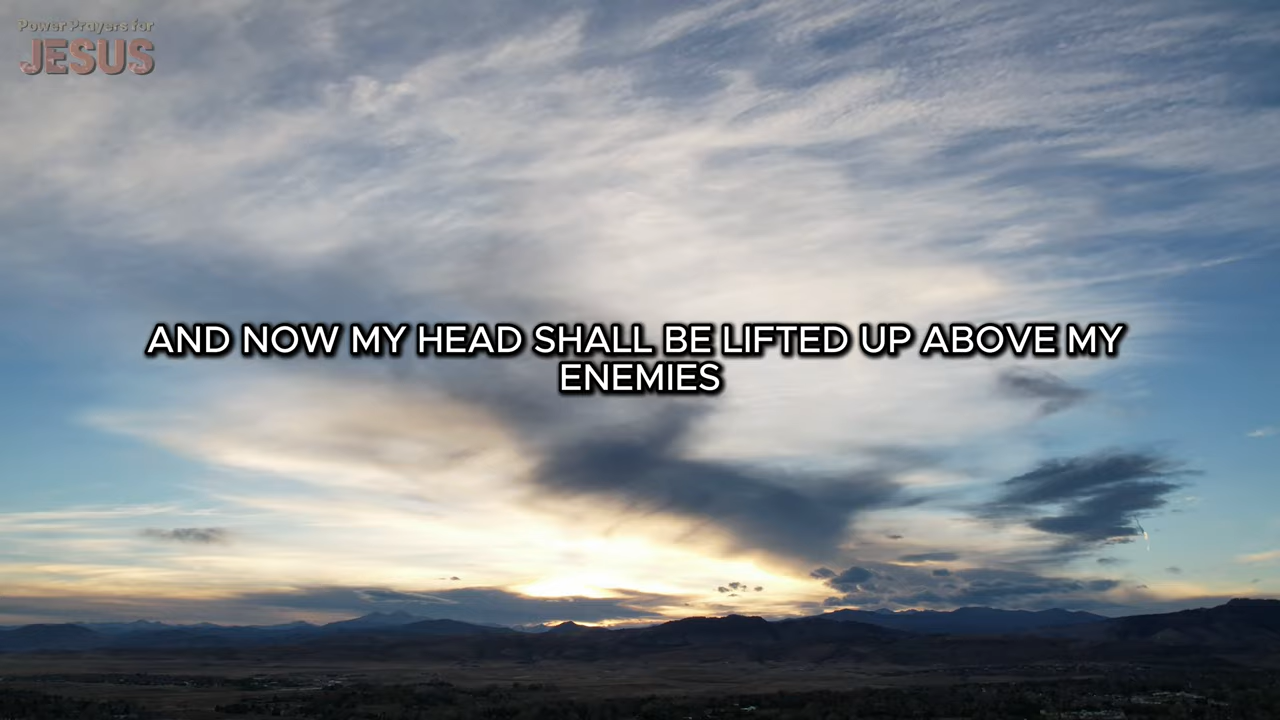 Power Prayers for
JESUS
AND NOW MY HEAD SHALL BE LIFTED UP ABOVE MY
ENEMIES